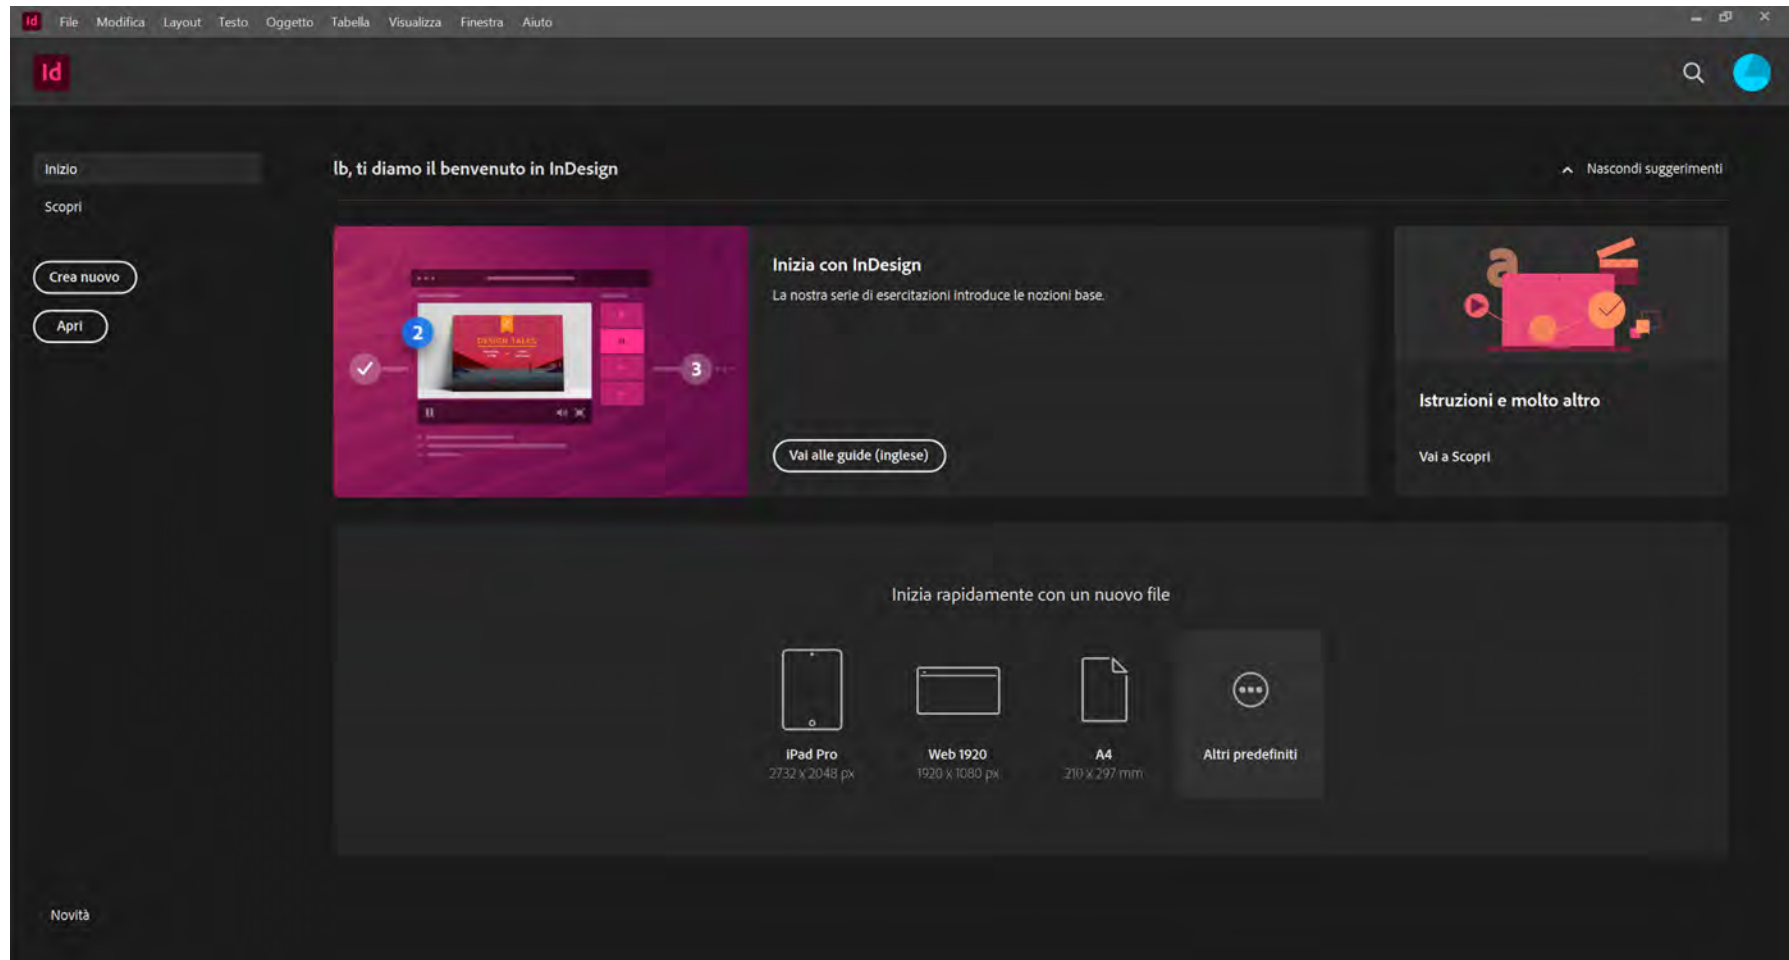 Id File Modifica Layout Testo Oggetto Tabella Visualizza Finestra Aiuto
Id
Inizio
Scopri
Crea nuovo
Apri
lb, ti diamo il benvenuto in InDesign
Nascondi suggerimenti
2
DESIGN TALKS
3
Inizia con InDesign
La nostra serie di esercitazioni introduce le nozioni base.
Vai alle guide (inglese)
a
Istruzioni e molto altro
Vai a Scopri
Inizia rapidamente con un nuovo file
iPad Pro
2732 x 2048 px
Web 1920
1920 x 1080 px
A4
210 x 297 mm
Altri predefiniti
Novità